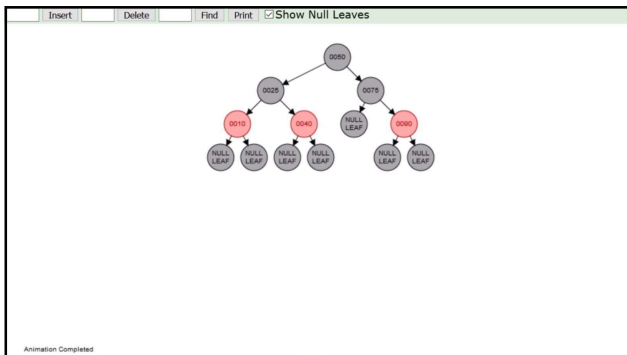 Insert Delete Find Print Show Null Leaves
0050
0025 0075
0010 0040 NULL LEAF 0090
NULL LEAF NULL LEAF NULL LEAF NULL LEAF NULL LEAF NULL LEAF
Animation Completed